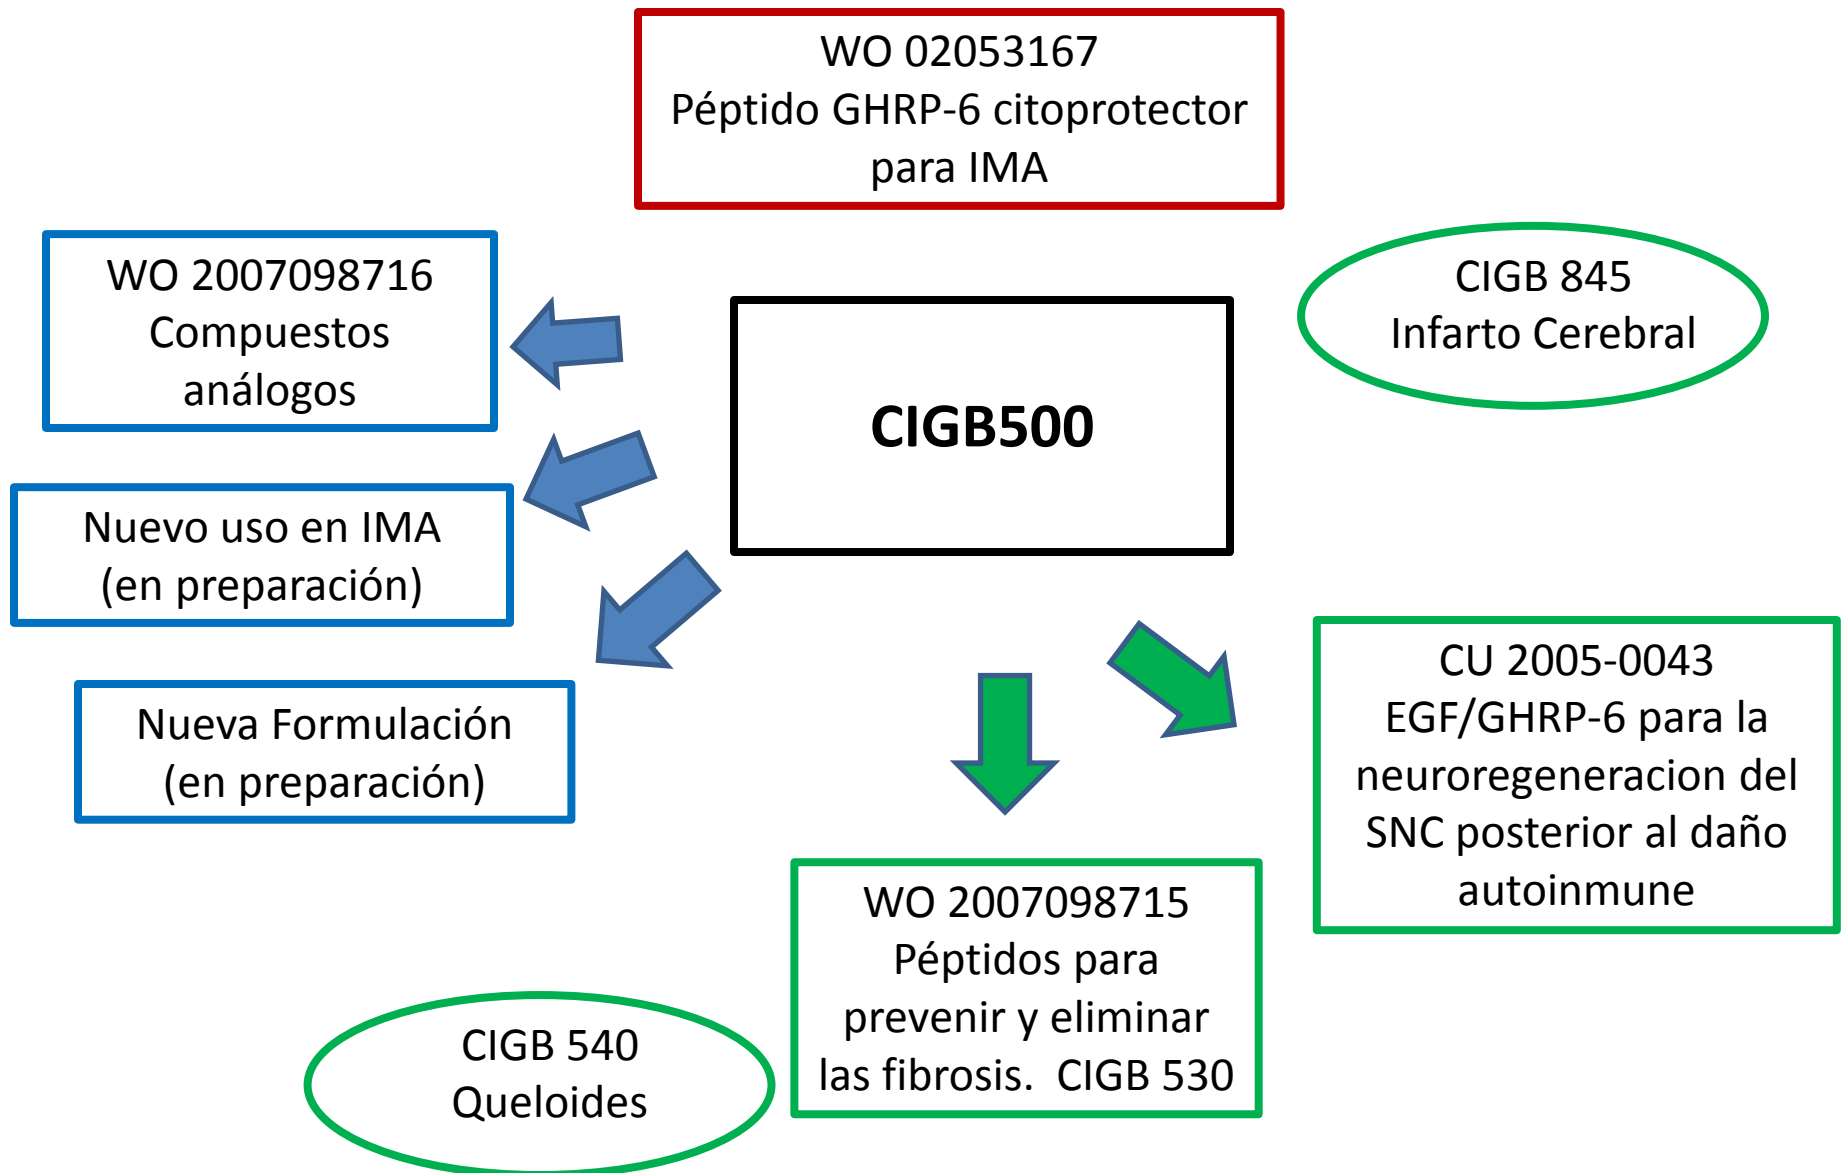 WO 02053167
Péptido GHRP-6 citoprotector
para IMA
WO 2007098716
Compuestos
análogos
CIGB 845
Infarto Cerebral
CIGB500
Nuevo uso en IMA
(en preparación)
Nueva Formulación
(en preparación)
CU 2005-0043
EGF/GHRP-6 para la
neuroregeneracion del
SNC posterior al daño
autoinmune
WO 2007098715
Péptidos para
prevenir y eliminar
las fibrosis.  CIGB 530
CIGB 540
Queloides